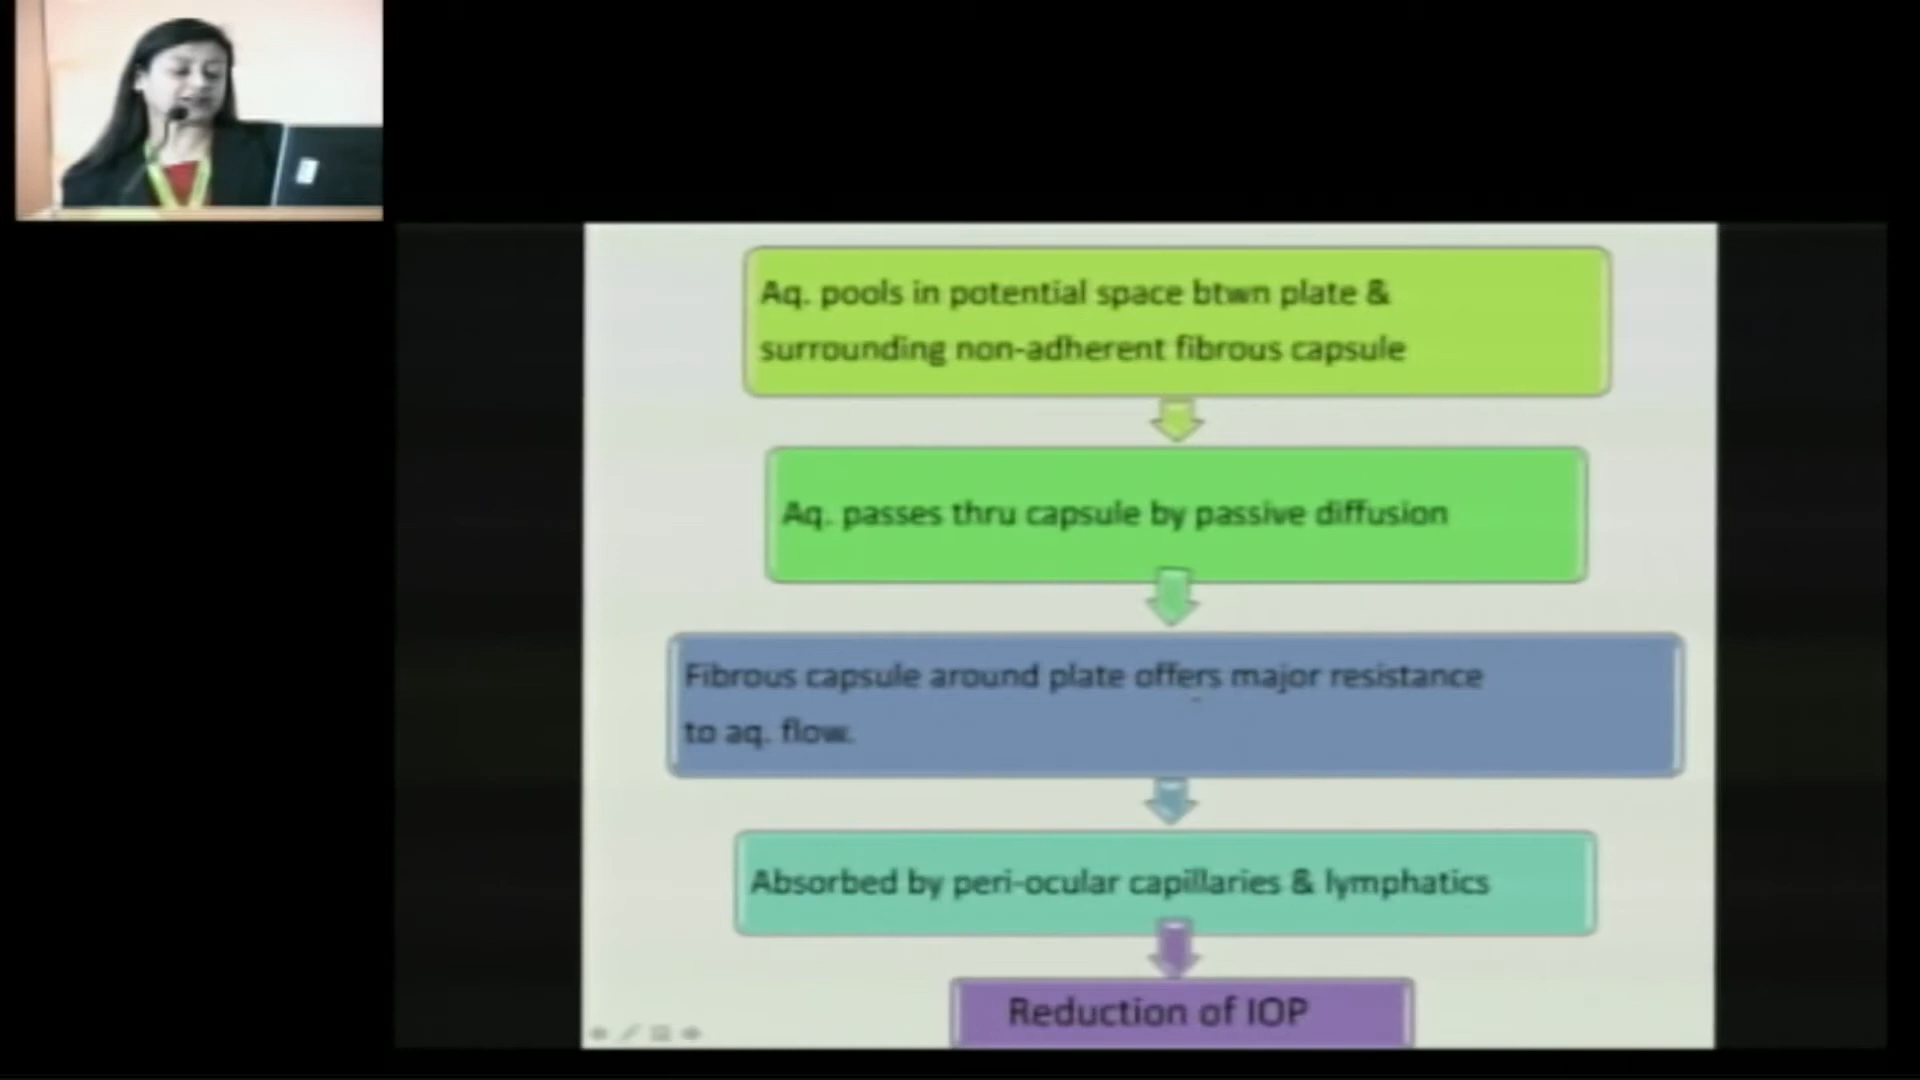 Aq. pools in potential space btwn plate &
surrounding non-adherent fibrous capsule
Aq. passes thru capsule by passive diffusion
Fibrous capsule around plate offers major resistance
to aq. flow.
Absorbed by peri-ocular capillaries & lymphatics
Reduction of IOP